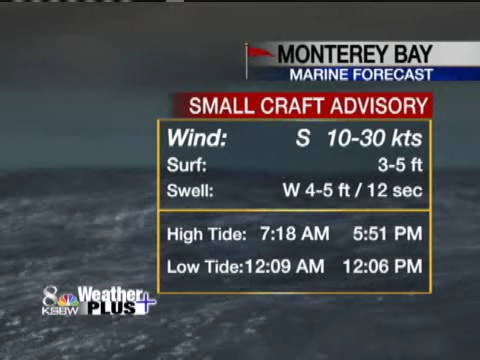 MONTEREY BAY
MARINE FORECAST
SMALL CRAFT ADVISORY
Wind: S 10-30 kts
Surf: 3-5 ft
Swell: W 4-5 ft / 12 sec
High Tide: 7:18 AM 5:51 PM
Low Tide: 12:09 AM 12:06 PM
8 Weather
KSBW PLUS+